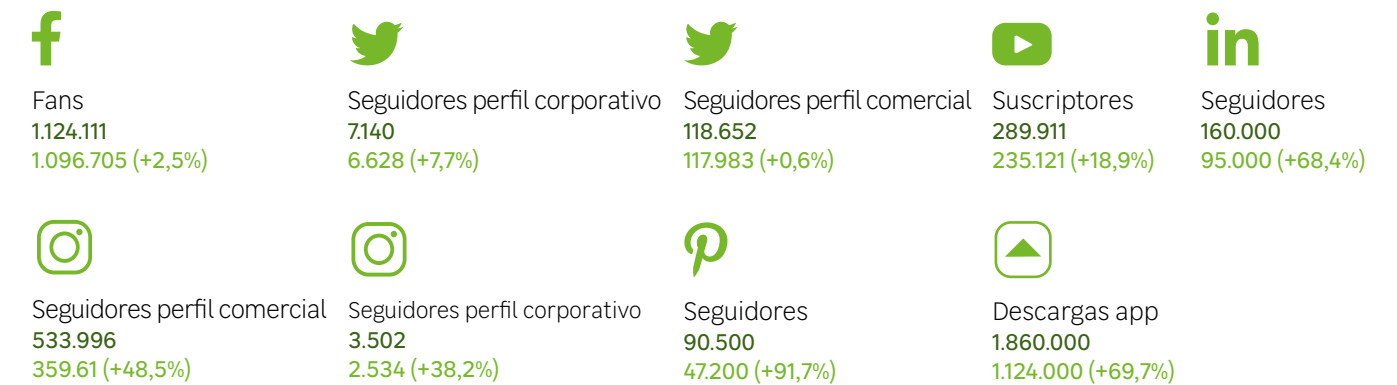 Fans
1.124.111
1.096.705 (+2,5%)
Seguidores perfil corporativo
7.140
6.628 (+7,7%)
Seguidores perfil comercial
118.652
117.983 (+0,6%)
Suscriptores
289.911
235.121 (+18,9%)
Seguidores
160.000
95.000 (+68,4%)
Seguidores perfil comercial
533.996
359.61 (+48,5%)
Seguidores perfil corporativo
3.502
2.534 (+38,2%)
Seguidores
90.500
47.200 (+91,7%)
Descargas app
1.860.000
1.124.000 (+69,7%)